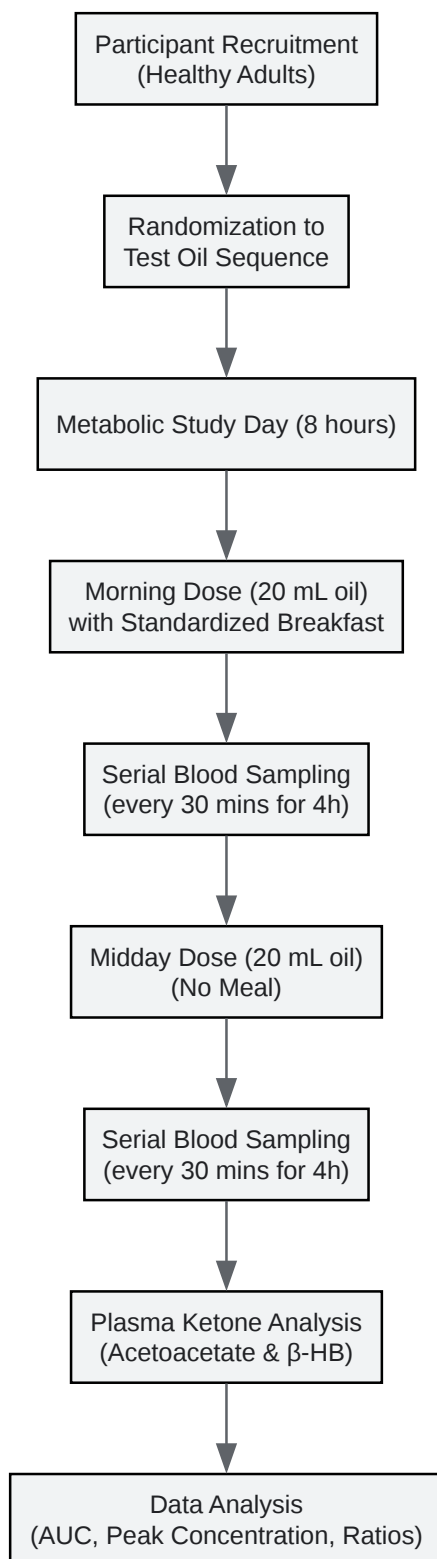 Participant Recruitment
(Healthy Adults)
Randomization to
Test Oil Sequence
Metabolic Study Day (8 hours)
Morning Dose (20 mL oil)
with Standardized Breakfast
Serial Blood Sampling
(every 30 mins for 4h)
Midday Dose (20 mL oil)
(No Meal)
Serial Blood Sampling
(every 30 mins for 4h)
Plasma Ketone Analysis
(Acetoacetate & β-HB)
Data Analysis
(AUC, Peak Concentration, Ratios)